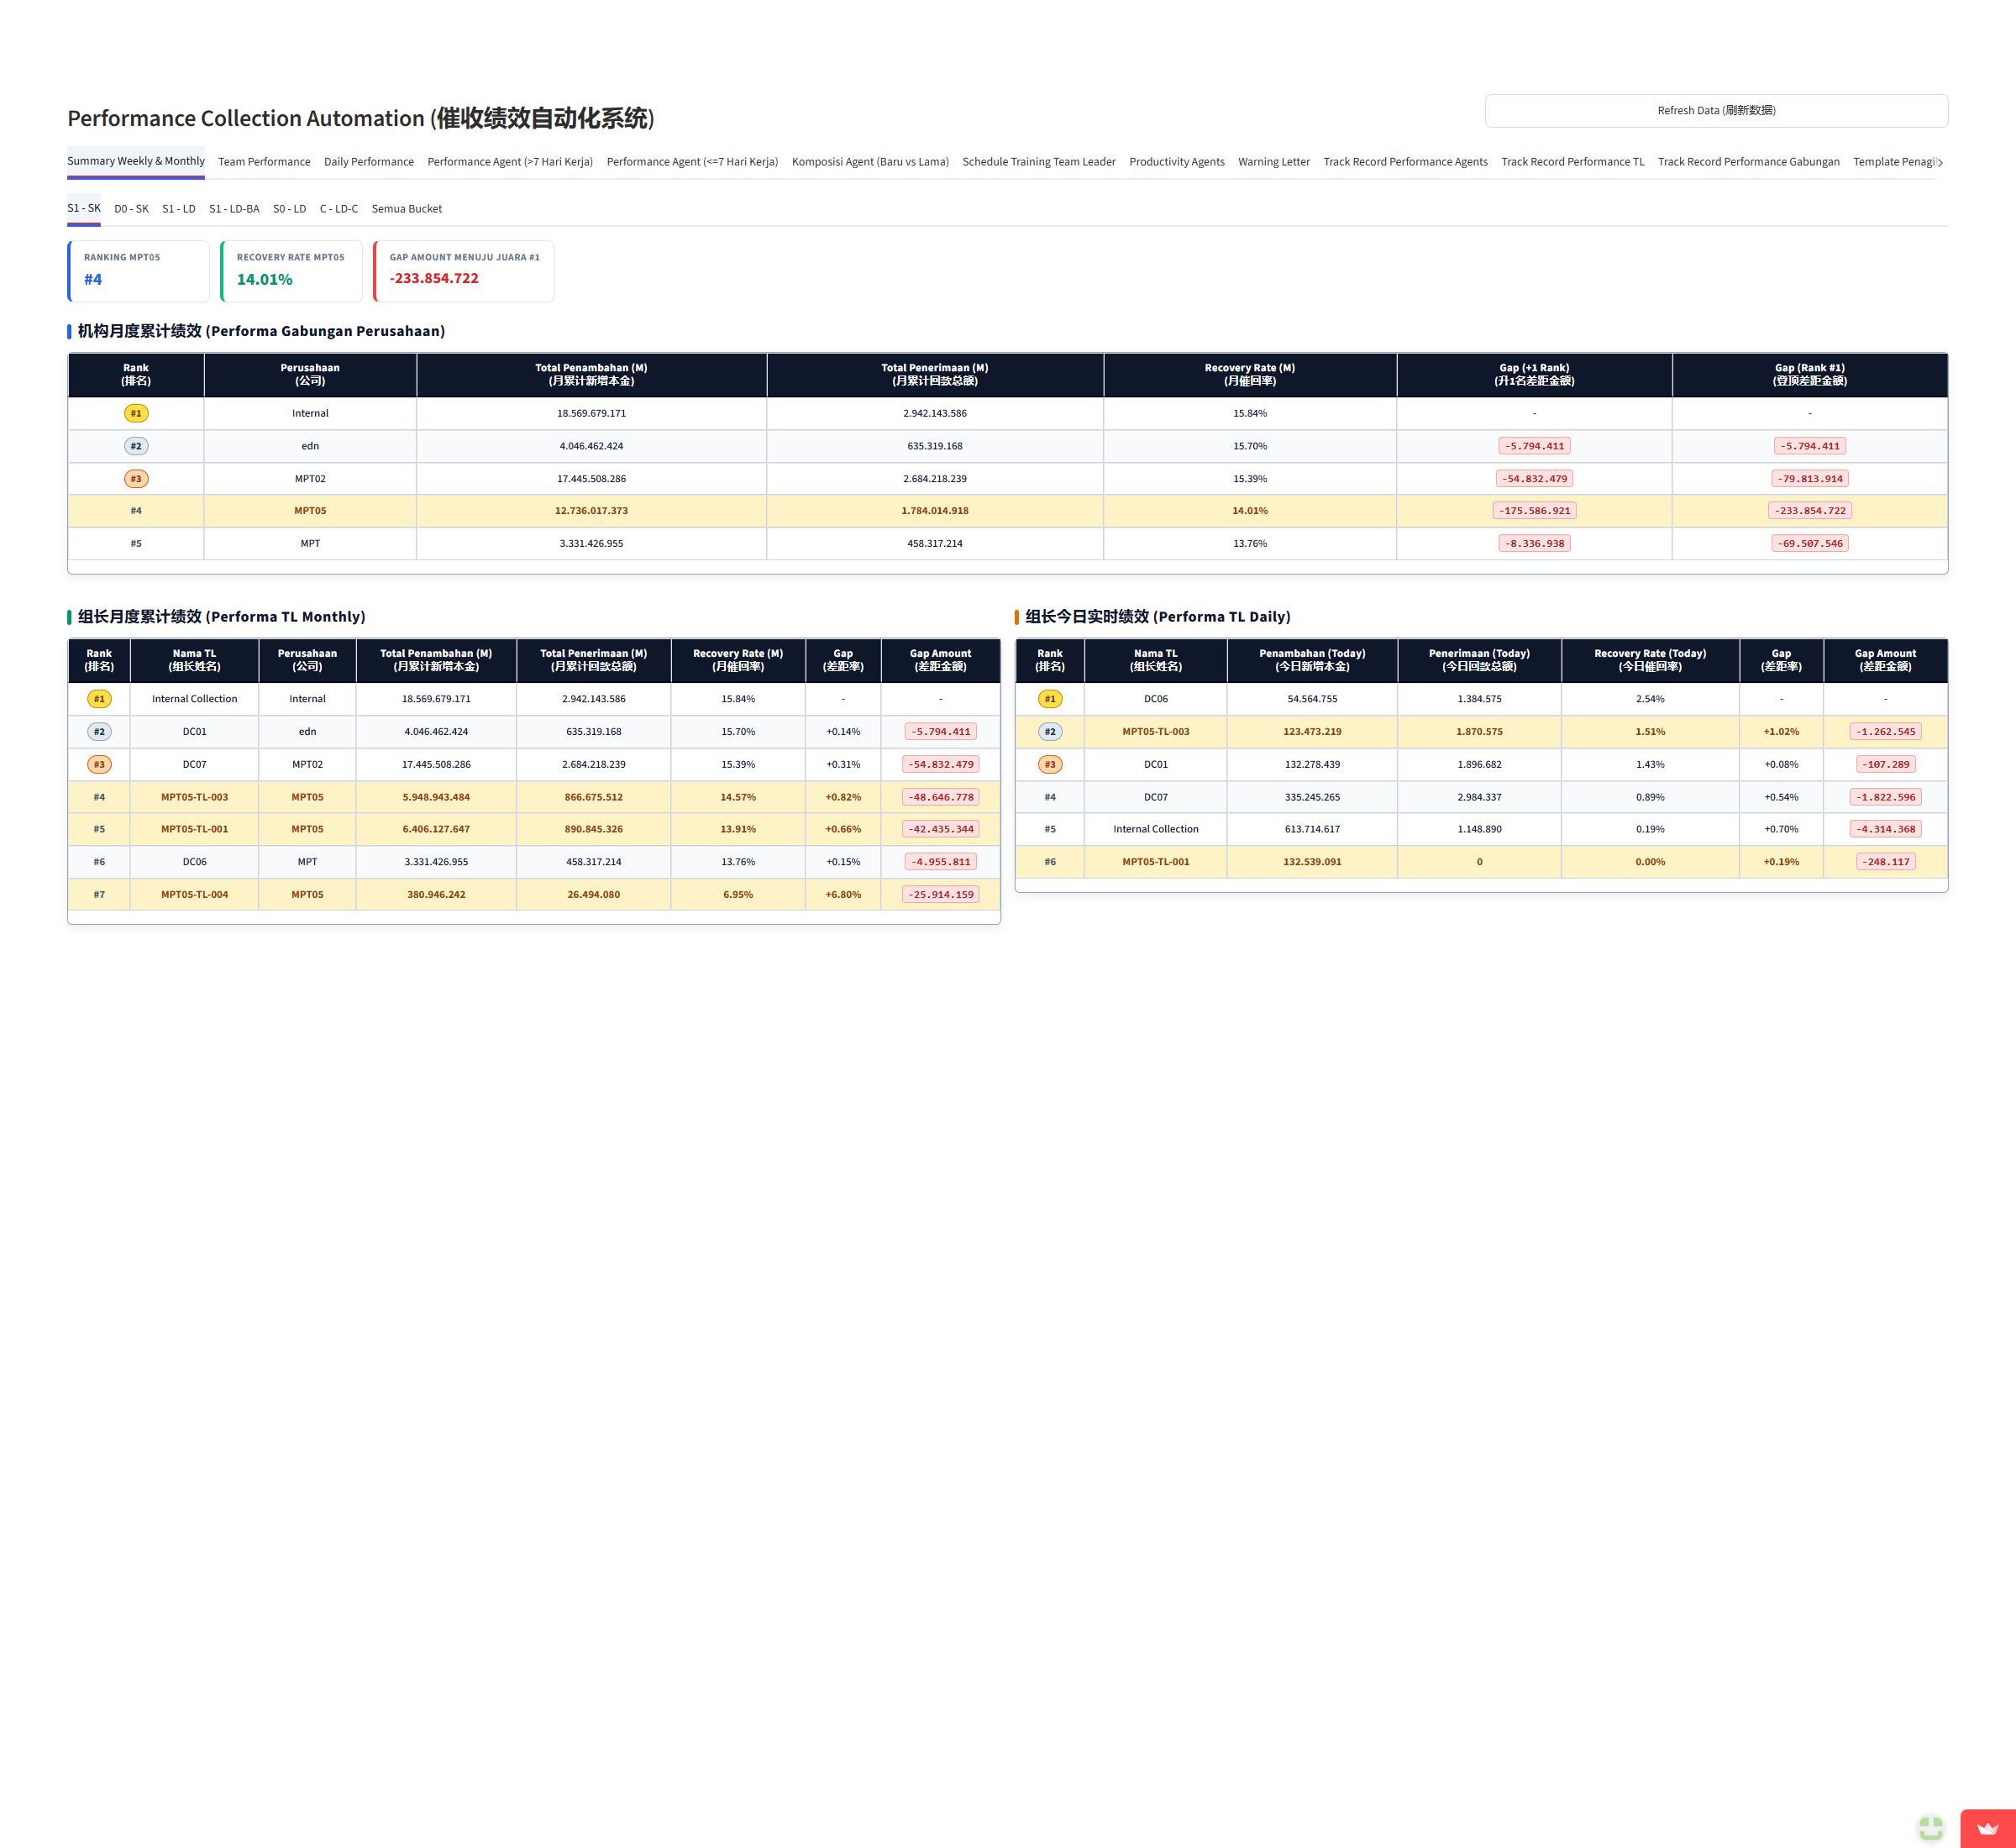 Performance Collection Automation (催收绩效自动化系统)
Refresh Data (刷新数据)
Summary Weekly & Monthly Team Performance Daily Performance Performance Agent (>7 Hari Kerja) Performance Agent (<=7 Hari Kerja) Komposisi Agent (Baru vs Lama) Schedule Training Team Leader Productivity Agents Warning Letter Track Record Performance Agents Track Record Performance TL Track Record Performance Gabungan Template Penagi
S1 - SK D0 - SK S1 - LD S1 - LD-BA S0 - LD C - LD-C Semua Bucket
RANKING MPT05
#4
RECOVERY RATE MPT05
14.01%
GAP AMOUNT MENUJU JUARA #1
-233.854.722
机构月度累计绩效 (Performa Gabungan Perusahaan)
Rank Perusahaan Total Penambahan (M) Total Penerimaan (M) Recovery Rate (M) Gap (+1 Rank) Gap (Rank #1)
(排名) (公司) (月累计新增本金) (月累计回款总额) (月催回率) (升1名差距金额) (登顶差距金额)
#1 Internal 18.569.679.171 2.942.143.586 15.84% - -
#2 edn 4.046.462.424 635.319.168 15.70% -5.794.411 -5.794.411
#3 MPT02 17.445.508.286 2.684.218.239 15.39% -54.832.479 -79.813.914
#4 MPT05 12.736.017.373 1.784.014.918 14.01% -175.586.921 -233.854.722
#5 MPT 3.331.426.955 458.317.214 13.76% -8.336.938 -69.507.546
组长月度累计绩效 (Performa TL Monthly)
Rank Nama TL Perusahaan Total Penambahan (M) Total Penerimaan (M) Recovery Rate (M) Gap Gap Amount
(排名) (组长姓名) (公司) (月累计新增本金) (月累计回款总额) (月催回率) (差距率) (差距金额)
#1 Internal Collection Internal 18.569.679.171 2.942.143.586 15.84% - -
#2 DC01 edn 4.046.462.424 635.319.168 15.70% +0.14% -5.794.411
#3 DC07 MPT02 17.445.508.286 2.684.218.239 15.39% +0.31% -54.832.479
#4 MPT05-TL-003 MPT05 5.948.943.484 866.675.512 14.57% +0.82% -48.646.778
#5 MPT05-TL-001 MPT05 6.406.127.647 890.845.326 13.91% +0.66% -42.435.344
#6 DC06 MPT 3.331.426.955 458.317.214 13.76% +0.15% -4.955.811
#7 MPT05-TL-004 MPT05 380.946.242 26.494.080 6.95% +6.80% -25.914.159
组长今日实时绩效 (Performa TL Daily)
Rank Nama TL Penambahan (Today) Penerimaan (Today) Recovery Rate (Today) Gap Gap Amount
(排名) (组长姓名) (今日新增本金) (今日回款总额) (今日催回率) (差距率) (差距金额)
#1 DC06 54.564.755 1.384.575 2.54% - -
#2 MPT05-TL-003 123.473.219 1.870.575 1.51% +1.02% -1.262.545
#3 DC01 132.278.439 1.896.682 1.43% +0.08% -107.289
#4 DC07 335.245.265 2.984.337 0.89% +0.54% -1.822.596
#5 Internal Collection 613.714.617 1.148.890 0.19% +0.70% -4.314.368
#6 MPT05-TL-001 132.539.091 0 0.00% +0.19% -248.117